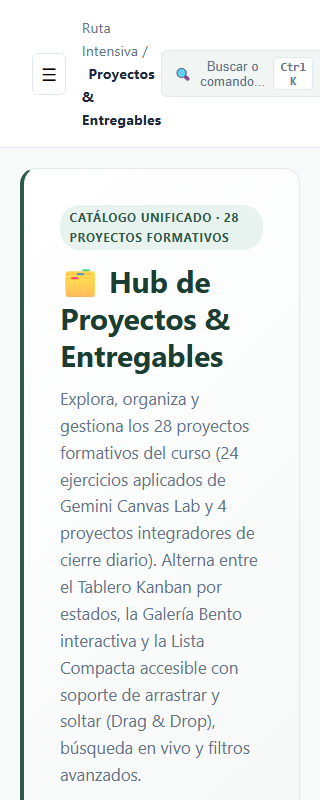 Ruta
Intensiva /
Proyectos
&
Entregables
Buscar o
comando...
Ctrl
K
CATÁLOGO UNIFICADO · 28
PROYECTOS FORMATIVOS
Hub de
Proyectos &
Entregables
Explora, organiza y
gestiona los 28 proyectos
formativos del curso (24
ejercicios aplicados de
Gemini Canvas Lab y 4
proyectos integradores de
cierre diario). Alterna entre
el Tablero Kanban por
estados, la Galería Bento
interactiva y la Lista
Compacta accesible con
soporte de arrastrar y
soltar (Drag & Drop),
búsqueda en vivo y filtros
avanzados.